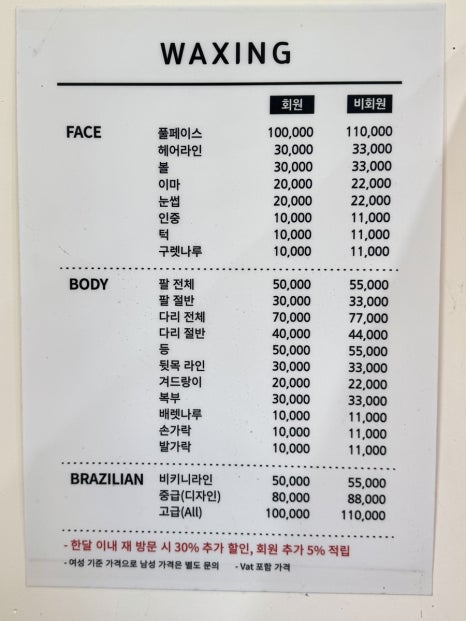 WAXING
회원 비회원
FACE 풀페이스 100,000 110,000
헤어라인 30,000 33,000
볼 30,000 33,000
이마 20,000 22,000
눈썹 20,000 22,000
인중 10,000 11,000
턱 10,000 11,000
구렛나루 10,000 11,000
BODY 팔 전체 50,000 55,000
팔 절반 30,000 33,000
다리 전체 70,000 77,000
다리 절반 40,000 44,000
등 50,000 55,000
뒷목 라인 30,000 33,000
겨드랑이 20,000 22,000
복부 30,000 33,000
배렛나루 10,000 11,000
손가락 10,000 11,000
발가락 10,000 11,000
BRAZILIAN 비키니라인 50,000 55,000
중급(디자인) 80,000 88,000
고급(All) 100,000 110,000
- 한달 이내 재 방문 시 30% 추가 할인, 회원 추가 5% 적립
- 여성 기준 가격으로 남성 가격은 별도 문의 - Vat 포함 가격